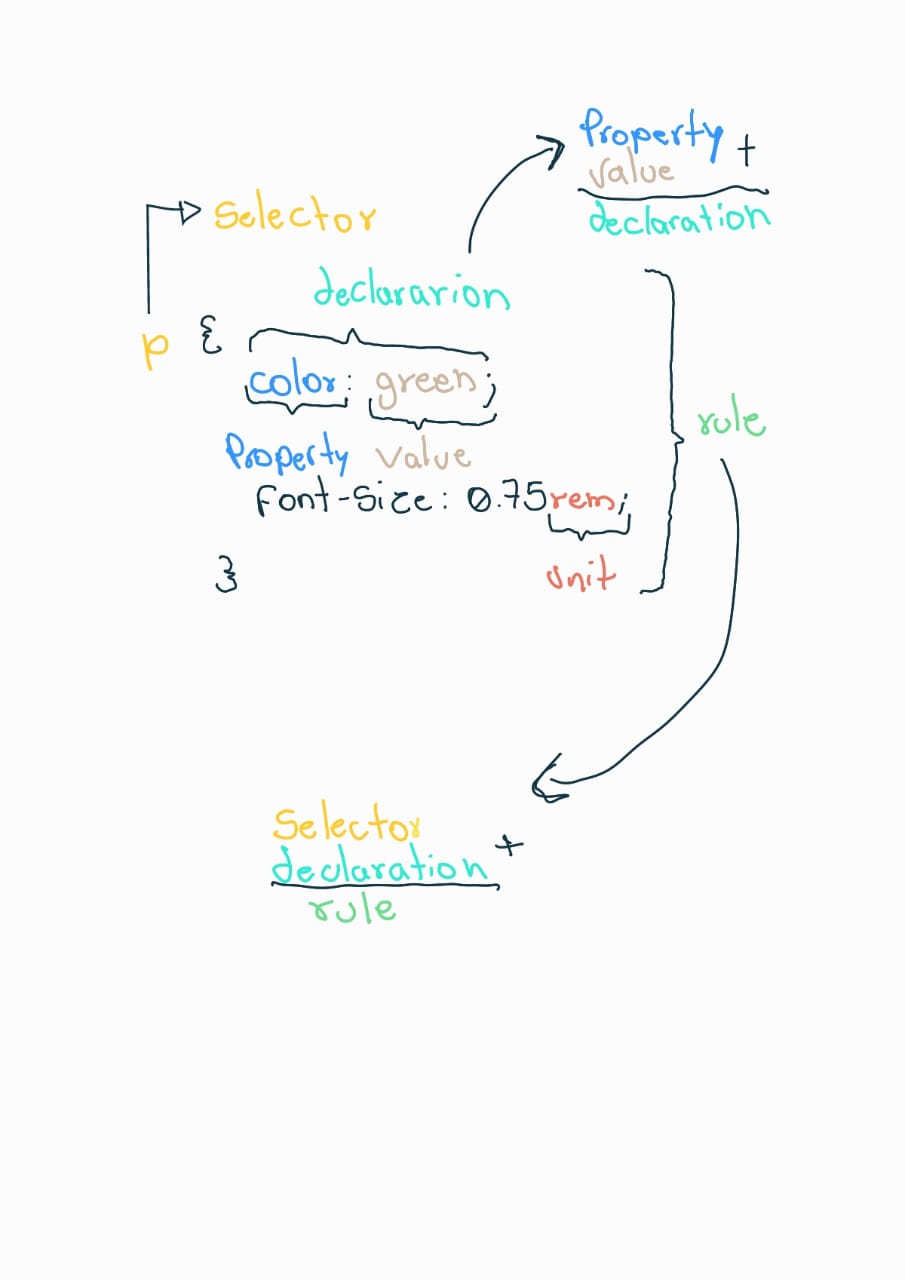 Property +
value
declaration
Selector
declararion
p {
color: green;
Property value
rule
font-size: 0.75rem;
unit
}
Selector
declaration +
rule